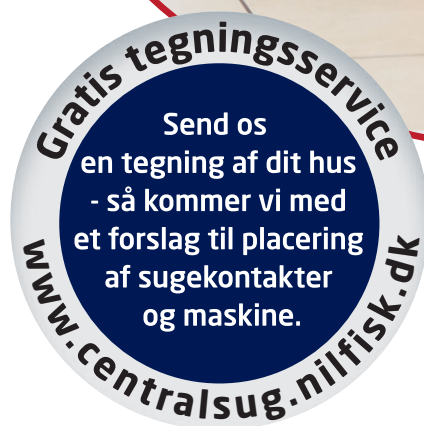 Gratis tegningsservice
Send os
en tegning af dit hus
- så kommer vi med
et forslag til placering
af sugekontakter
og maskine.
www.centralsug.nilfisk.dk